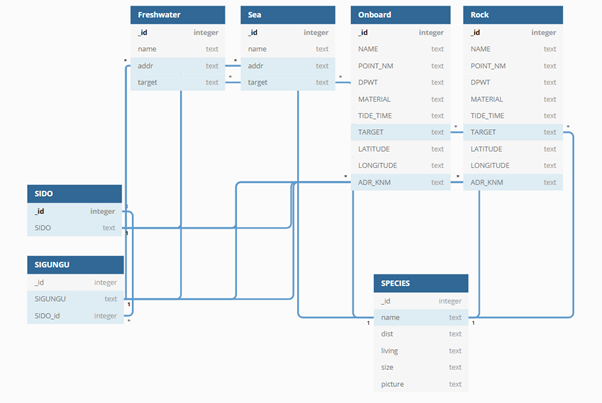 Freshwater
_id integer
name text
addr text
target text
Sea
_id integer
name text
addr text
target text
Onboard
_id integer
NAME text
POINT_NM text
DPWT text
MATERIAL text
TIDE_TIME text
TARGET text
LATITUDE text
LONGITUDE text
ADR_KNM text
Rock
_id integer
NAME text
POINT_NM text
DPWT text
MATERIAL text
TIDE_TIME text
TARGET text
LATITUDE text
LONGITUDE text
ADR_KNM text
* * * * * * * *
SIDO
_id integer
SIDO text
1
SIGUNGU
_id integer
SIGUNGU text
SIDO_id integer
1
*
SPECIES
_id integer
name text
dist text
living text
size text
picture text
1 1